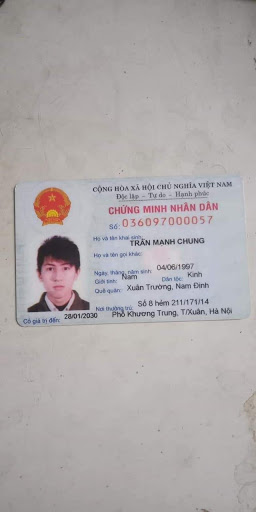 CỘNG HÒA XÃ HỘI CHỦ NGHĨA VIỆT NAM
Độc lập - Tự do - Hạnh phúc
CHỨNG MINH NHÂN DÂN
Số: 036097000057
Họ và tên khai sinh:
TRẦN MẠNH CHUNG
Họ và tên gọi khác:
Ngày, tháng, năm sinh: 04/06/1997
Giới tính: Nam Dân tộc: Kinh
Quê quán: Xuân Trường, Nam Định
Nơi thường trú: Số 8 hẻm 211/171/14
Có giá trị đến: 28/01/2030 Phố Khương Trung, T/Xuân, Hà Nội